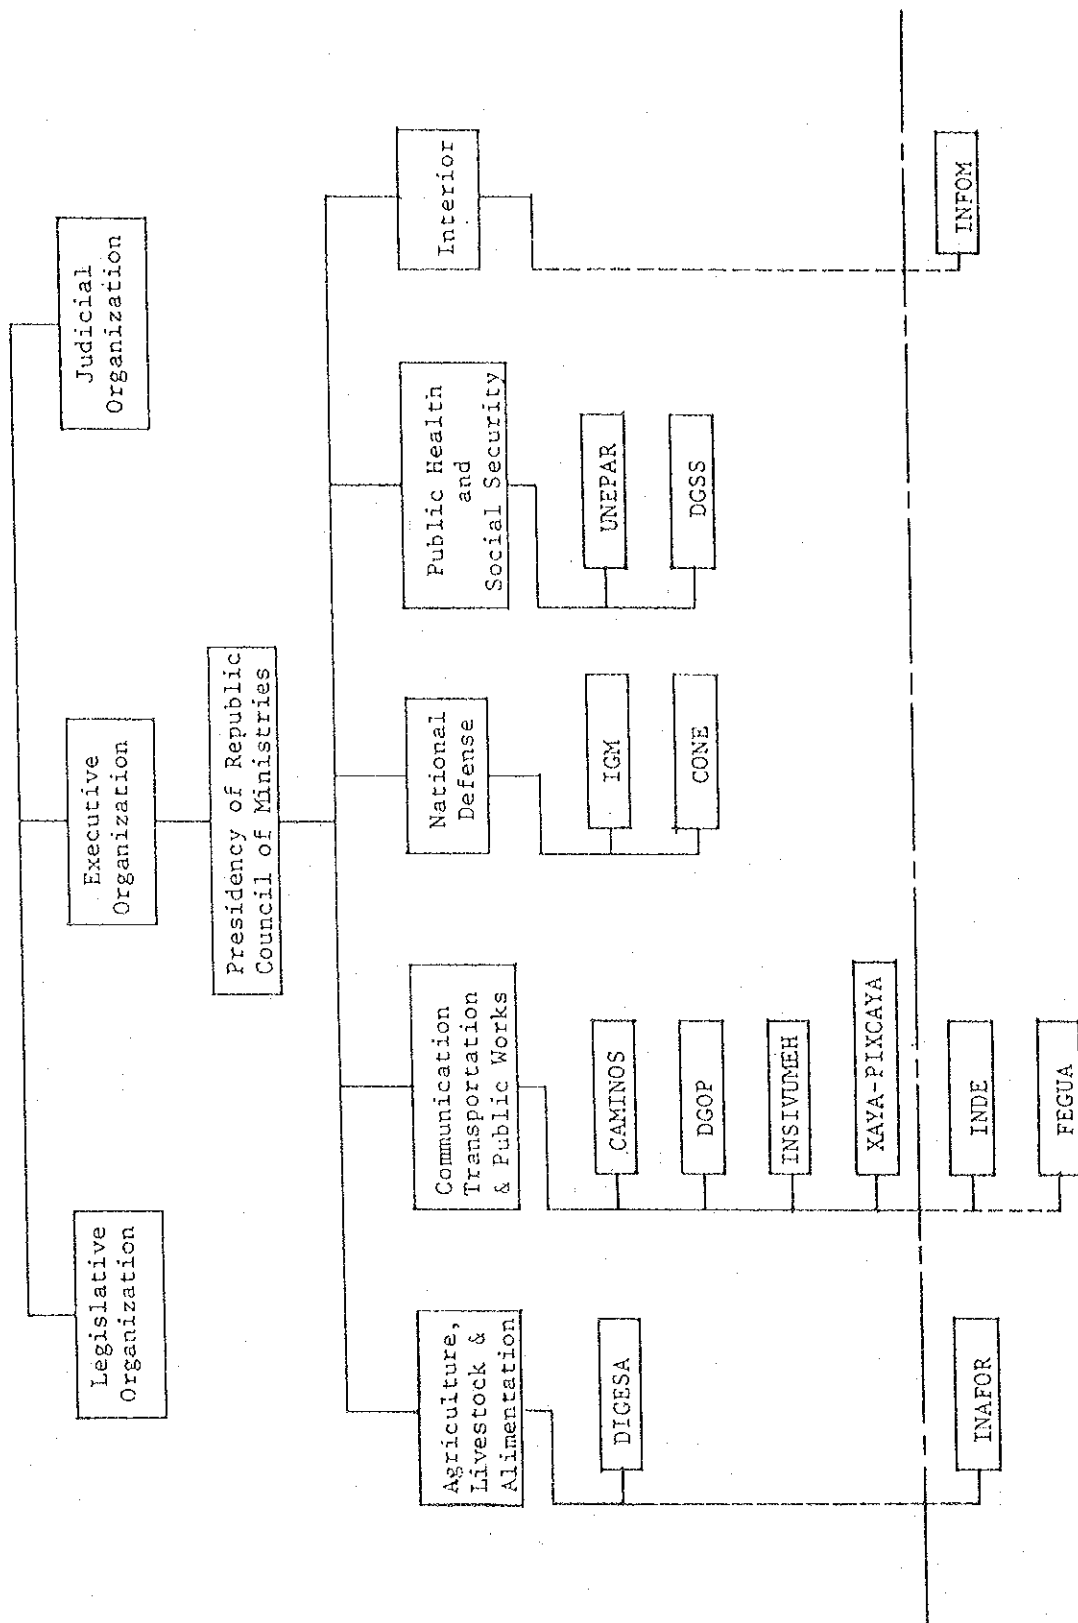 Legislative
Organization
Executive
Organization
Judicial
Organization
Presidency of Republic
Council of Ministries
Agriculture,
Livestock &
Alimentation
Communication
Transportation
& Public Works
National
Defense
Public Health
and
Social Security
Interior
DIGESA
CAMINOS
DGOP
INSIVUMEH
XAYA-PIXCAYA
IGM
CONE
UNEPAR
DGSS
INAFOR
INDE
FEGUA
INFOM